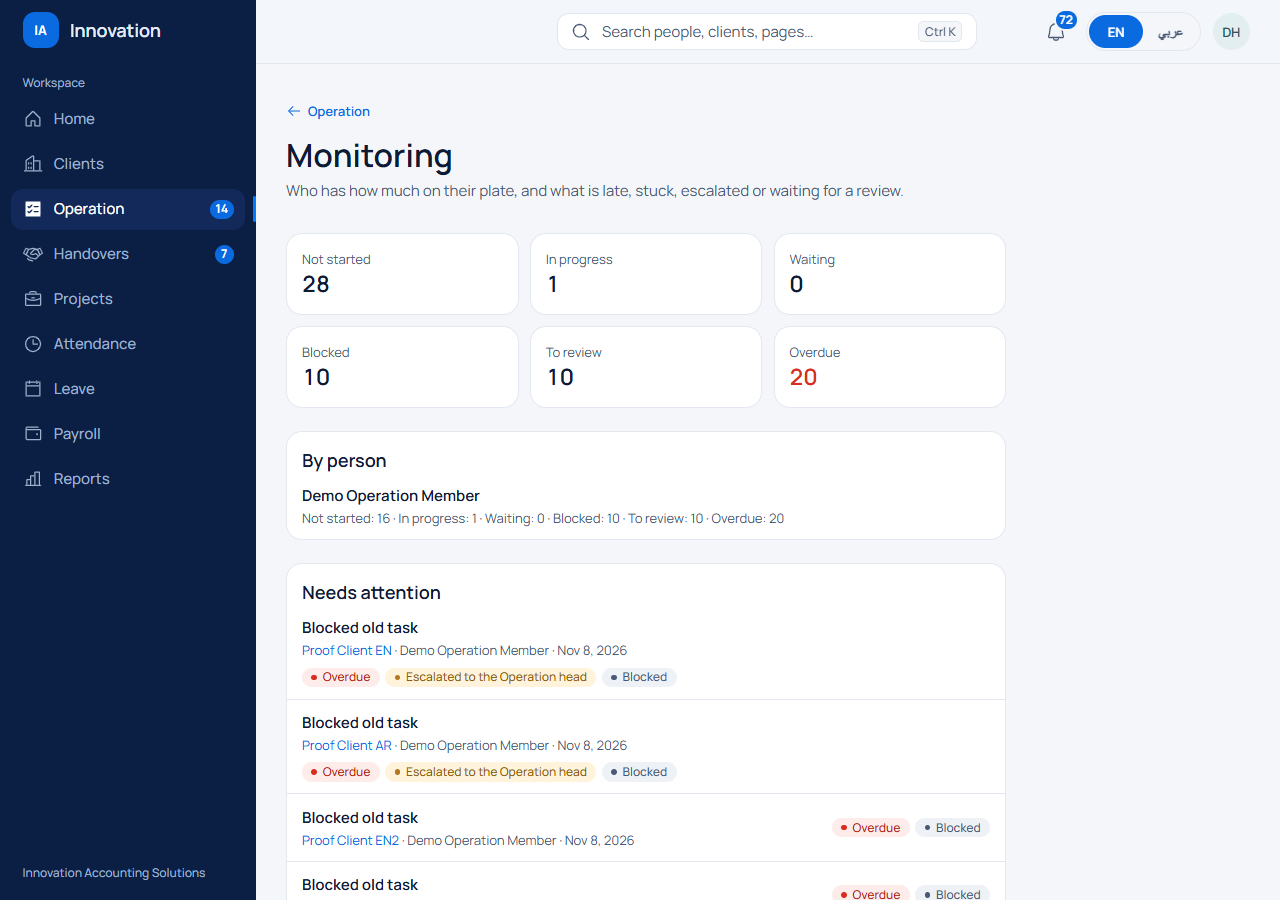 IA Innovation
Search people, clients, pages...
Ctrl K
72
EN
عربي
DH
Workspace
Home
Clients
Operation 14
Handovers 7
Projects
Attendance
Leave
Payroll
Reports
Innovation Accounting Solutions
← Operation
Monitoring
Who has how much on their plate, and what is late, stuck, escalated or waiting for a review.
Not started
28
In progress
1
Waiting
0
Blocked
10
To review
10
Overdue
20
By person
Demo Operation Member
Not started: 16 · In progress: 1 · Waiting: 0 · Blocked: 10 · To review: 10 · Overdue: 20
Needs attention
Blocked old task
Proof Client EN · Demo Operation Member · Nov 8, 2026
Overdue Escalated to the Operation head Blocked
Blocked old task
Proof Client AR · Demo Operation Member · Nov 8, 2026
Overdue Escalated to the Operation head Blocked
Blocked old task
Proof Client EN2 · Demo Operation Member · Nov 8, 2026
Overdue Blocked
Blocked old task
Overdue Blocked